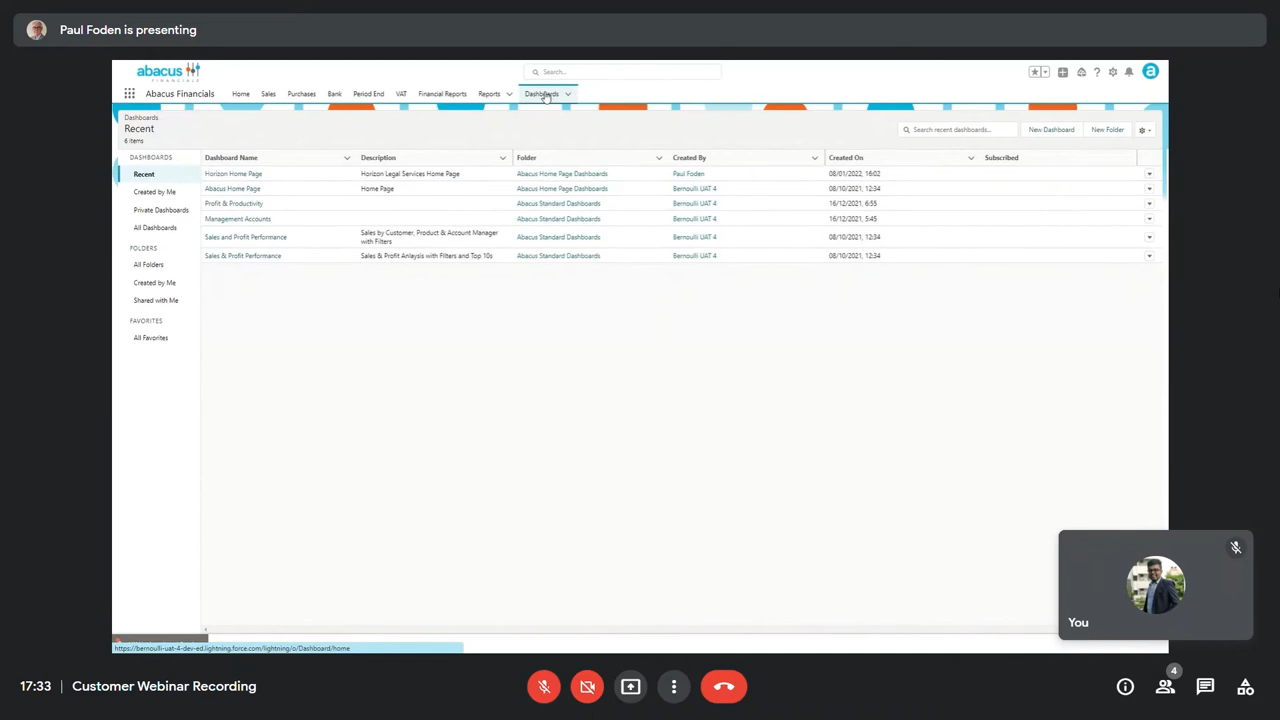 Paul Foden is presenting
abacus
FINANCIALS
Search...
Abacus Financials Home Sales Purchases Bank Period End VAT Financial Reports Reports Dashboards
Dashboards
Recent
6 items
Search recent dashboards...
New Dashboard
New Folder
DASHBOARDS
Recent
Created by Me
Private Dashboards
All Dashboards
FOLDERS
All Folders
Created by Me
Shared with Me
FAVORITES
All Favorites
Dashboard Name Description Folder Created By Created On Subscribed
Horizon Home Page Horizon Legal Services Home Page Abacus Home Page Dashboards Paul Foden 08/01/2022, 16:02
Abacus Home Page Home Page Abacus Home Page Dashboards Bernoulli UAT 4 08/10/2021, 12:34
Profit & Productivity Abacus Standard Dashboards Bernoulli UAT 4 16/12/2021, 6:55
Management Accounts Abacus Standard Dashboards Bernoulli UAT 4 16/12/2021, 5:45
Sales and Profit Performance Sales by Customer, Product & Account Manager
with Filters Abacus Standard Dashboards Bernoulli UAT 4 08/10/2021, 12:34
Sales & Profit Performance Sales & Profit Anlaysis with Filters and Top 10s Abacus Standard Dashboards Bernoulli UAT 4 08/10/2021, 12:34
https://bernoulli-uat-4-dev-ed.lightning.force.com/lightning/o/Dashboard/home
You
17:33 | Customer Webinar Recording
4